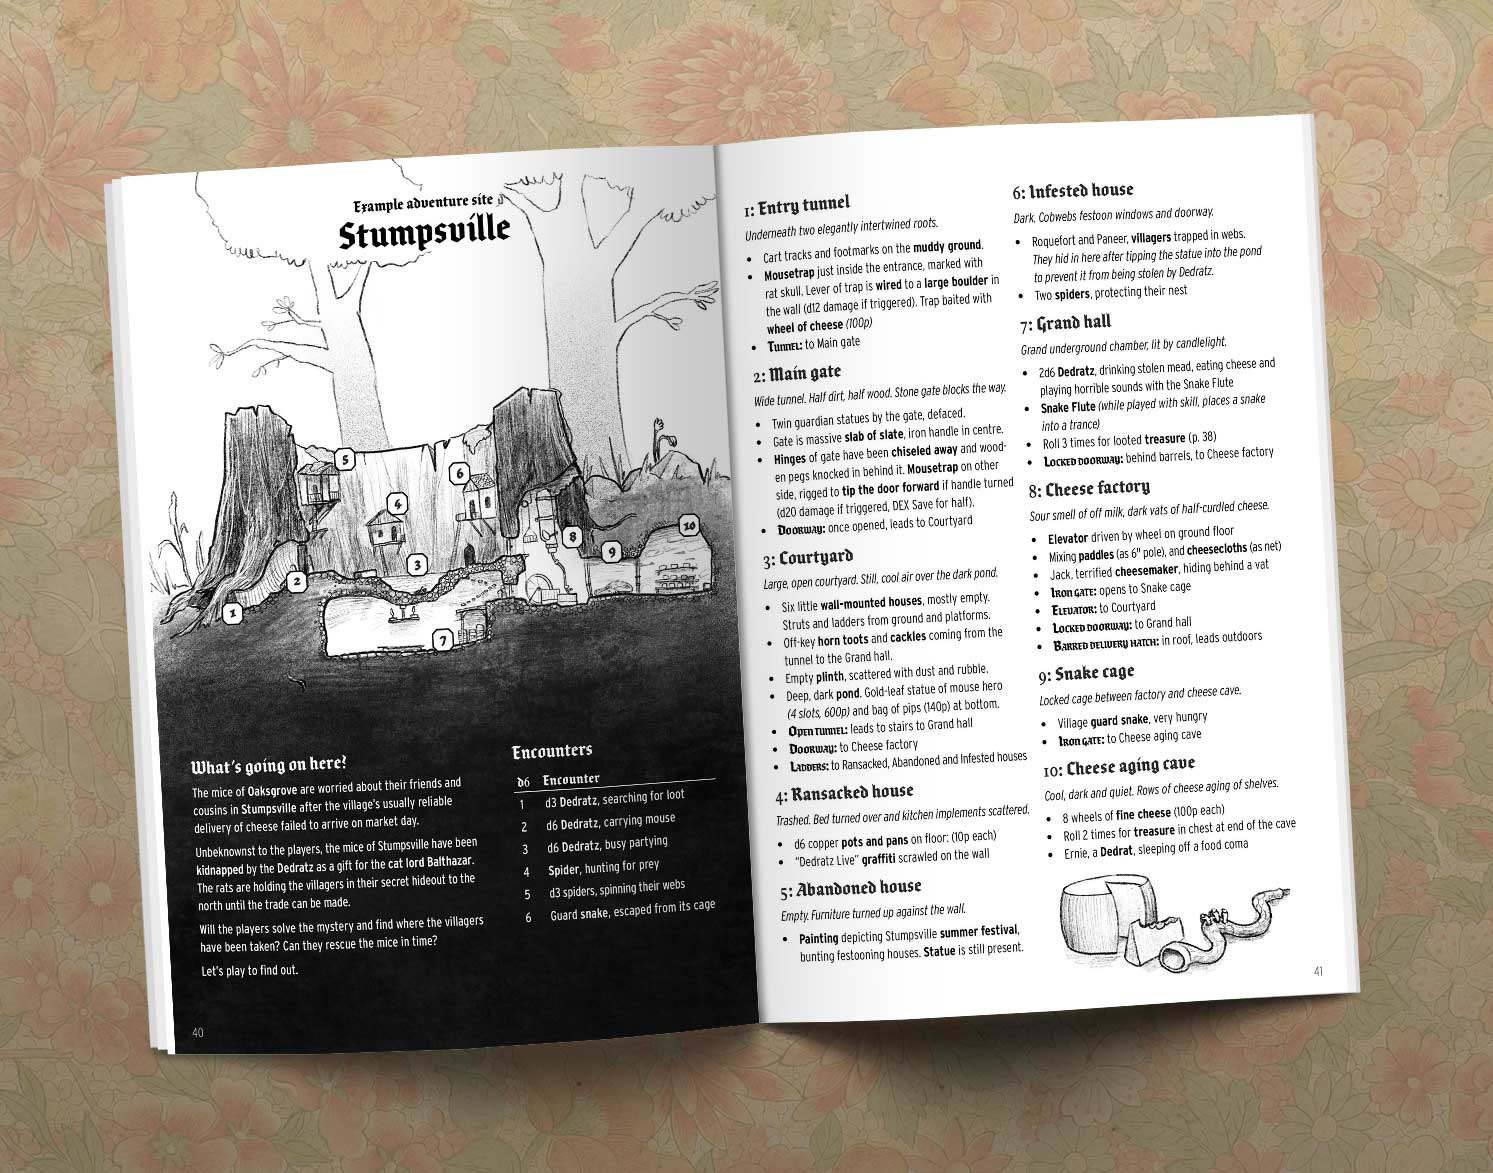 Example adventure site
Stumpsville
5
6
4
3
8
9
10
2
1
7
What's going on here?
The mice of Oaksgrove are worried about their friends and
cousins in Stumpsville after the village's usually reliable
delivery of cheese failed to arrive on market day.
Unbeknownst to the players, the mice of Stumpsville have been
kidnapped by the Dedratz as a gift for the cat lord Balthazar.
The rats are holding the villagers in their secret hideout to the
north until the trade can be made.
Will the players solve the mystery and find where the villagers
have been taken? Can they rescue the mice in time?
Let's play to find out.
40
Encounters
d6 Encounter
1 d3 Dedratz, searching for loot
2 d6 Dedratz, carrying mouse
3 d6 Dedratz, busy partying
4 Spider, hunting for prey
5 d3 spiders, spinning their webs
6 Guard snake, escaped from its cage
1: Entry tunnel
Underneath two elegantly intertwined roots.
• Cart tracks and footmarks on the muddy ground.
• Mousetrap just inside the entrance, marked with
rat skull. Lever of trap is wired to a large boulder in
the wall (d12 damage if triggered). Trap baited with
wheel of cheese (100p)
• Tunnel: to Main gate
2: Main gate
Wide tunnel. Half dirt, half wood. Stone gate blocks the way.
• Twin guardian statues by the gate, defaced.
• Gate is massive slab of slate, iron handle in centre.
• Hinges of gate have been chiseled away and wood-
en pegs knocked in behind it. Mousetrap on other
side, rigged to tip the door forward if handle turned
(d20 damage if triggered, DEX Save for half).
• Doorway: once opened, leads to Courtyard
3: Courtyard
Large, open courtyard. Still, cool air over the dark pond.
• Six little wall-mounted houses, mostly empty.
Struts and ladders from ground and platforms.
• Off-key horn toots and cackles coming from the
tunnel to the Grand hall.
• Empty plinth, scattered with dust and rubble.
• Deep, dark pond. Gold-leaf statue of mouse hero
(4 slots, 600p) and bag of pips (140p) at bottom.
• Open tunnel: leads to stairs to Grand hall
• Doorway: to Cheese factory
• Ladders: to Ransacked, Abandoned and Infested houses
4: Ransacked house
Trashed. Bed turned over and kitchen implements scattered.
• d6 copper pots and pans on floor: (10p each)
• "Dedratz Live" graffiti scrawled on the wall
5: Abandoned house
Empty. Furniture turned up against the wall.
• Painting depicting Stumpsville summer festival,
bunting festooning houses. Statue is still present.
6: Infested house
Dark. Cobwebs festoon windows and doorway.
• Roquefort and Paneer, villagers trapped in webs.
They hid in here after tipping the statue into the pond
to prevent it from being stolen by Dedratz.
• Two spiders, protecting their nest
7: Grand hall
Grand underground chamber, lit by candlelight.
• 2d6 Dedratz, drinking stolen mead, eating cheese and
playing horrible sounds with the Snake Flute
• Snake Flute (while played with skill, places a snake
into a trance)
• Roll 3 times for looted treasure (p. 38)
• Locked doorway: behind barrels, to Cheese factory
8: Cheese factory
Sour smell of off milk, dark vats of half-curdled cheese.
• Elevator driven by wheel on ground floor
• Mixing paddles (as 6" pole), and cheesecloths (as net)
• Jack, terrified cheesemaker, hiding behind a vat
• Iron gate: opens to Snake cage
• Elevator: to Courtyard
• Locked doorway: to Grand hall
• Barred delivery hatch: in roof, leads outdoors
9: Snake cage
Locked cage between factory and cheese cave.
• Village guard snake, very hungry
• Iron gate: to Cheese aging cave
10: Cheese aging cave
Cool, dark and quiet. Rows of cheese aging of shelves.
• 8 wheels of fine cheese (100p each)
• Roll 2 times for treasure in chest at end of the cave
• Ernie, a Dedrat, sleeping off a food coma
41